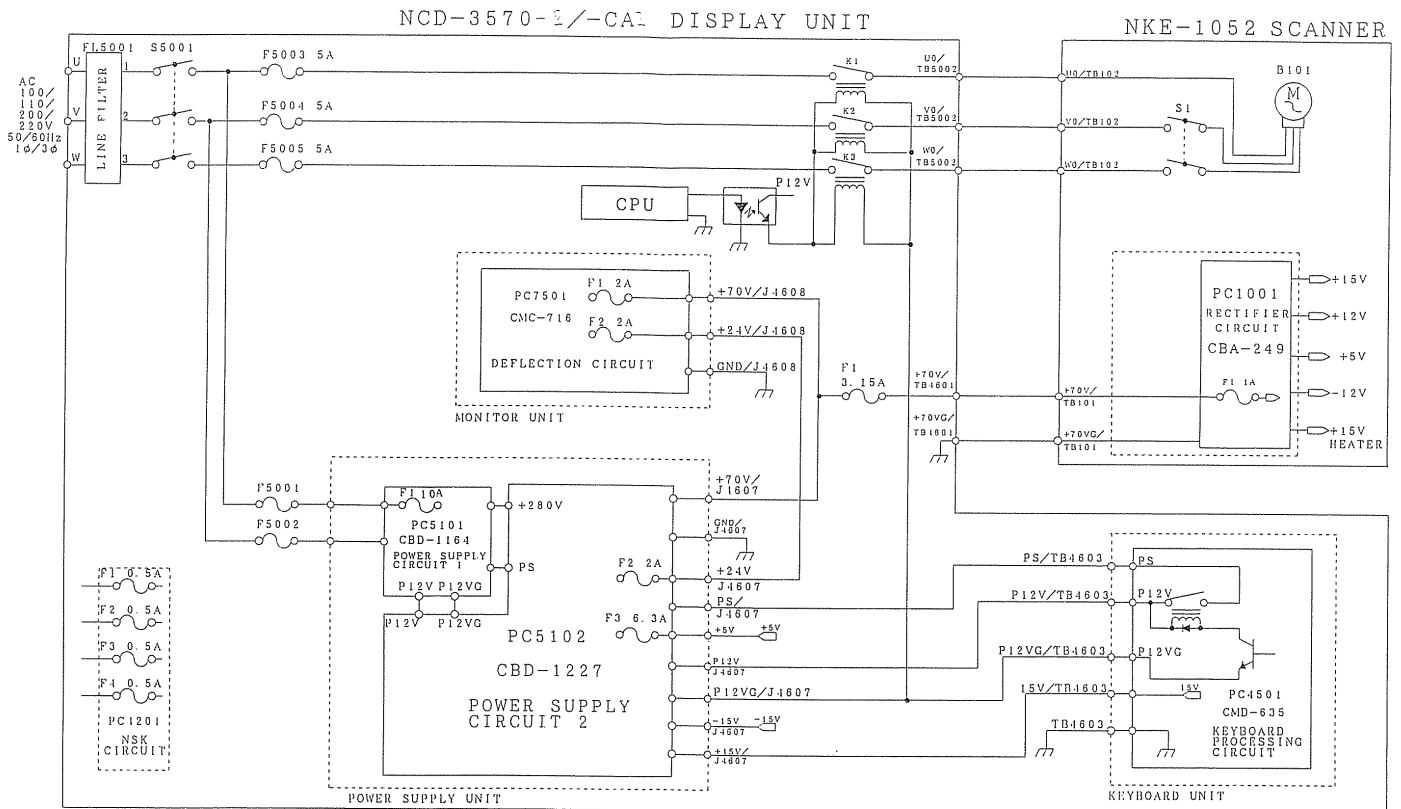 NCD-3570- /-CA DISPLAY UNIT
NKE-1052 SCANNER
FL5001
S5001
U
V
W
AC
100/
110/
200/
220V
50/60Hz
1ø/3ø
LINE FILTER
1
2
3
F5003 5A
F5004 5A
F5005 5A
K1
K2
K3
U0/
TB5002
V0/
TB5002
W0/
TB5002
U0/TB102
V0/TB102
W0/TB102
S1
B101
M
CPU
P12V
PC7501
CMC-716
F1 2A
F2 2A
DEFLECTION CIRCUIT
MONITOR UNIT
+70V/J4608
+24V/J4608
GND/J4608
F1
3.15A
+70V/
TB4601
+70VG/
TB4601
+70V/
TB101
+70VG/
TB101
PC1001
RECTIFIER
CIRCUIT
CBA-249
F1 1A
+15V
+12V
+5V
-12V
+15V
HEATER
F5001
F5002
F1 10A
PC5101
CBD-1164
POWER SUPPLY
CIRCUIT 1
P12V P12VG
P12V P12VG
+280V
PS
F2 2A
F3 6.3A
PC5102
CBD-1227
POWER SUPPLY
CIRCUIT 2
POWER SUPPLY UNIT
+70V/
J4607
GND/
J4607
+24V
J4607
PS/
J4607
+5V
+5V
P12V
J4607
P12VG/J4607
-15V
J4607
-15V
+15V/
J4607
F1 0.5A
F2 0.5A
F3 0.5A
F4 0.5A
PC4201
NSK
CIRCUIT
PS/TB4603
P12V/TB4603
P12VG/TB4603
15V/TB4603
TB4603
PS
P12V
P12VG
15V
PC4501
CMD-635
KEYBOARD
PROCESSING
CIRCUIT
KEYBOARD UNIT